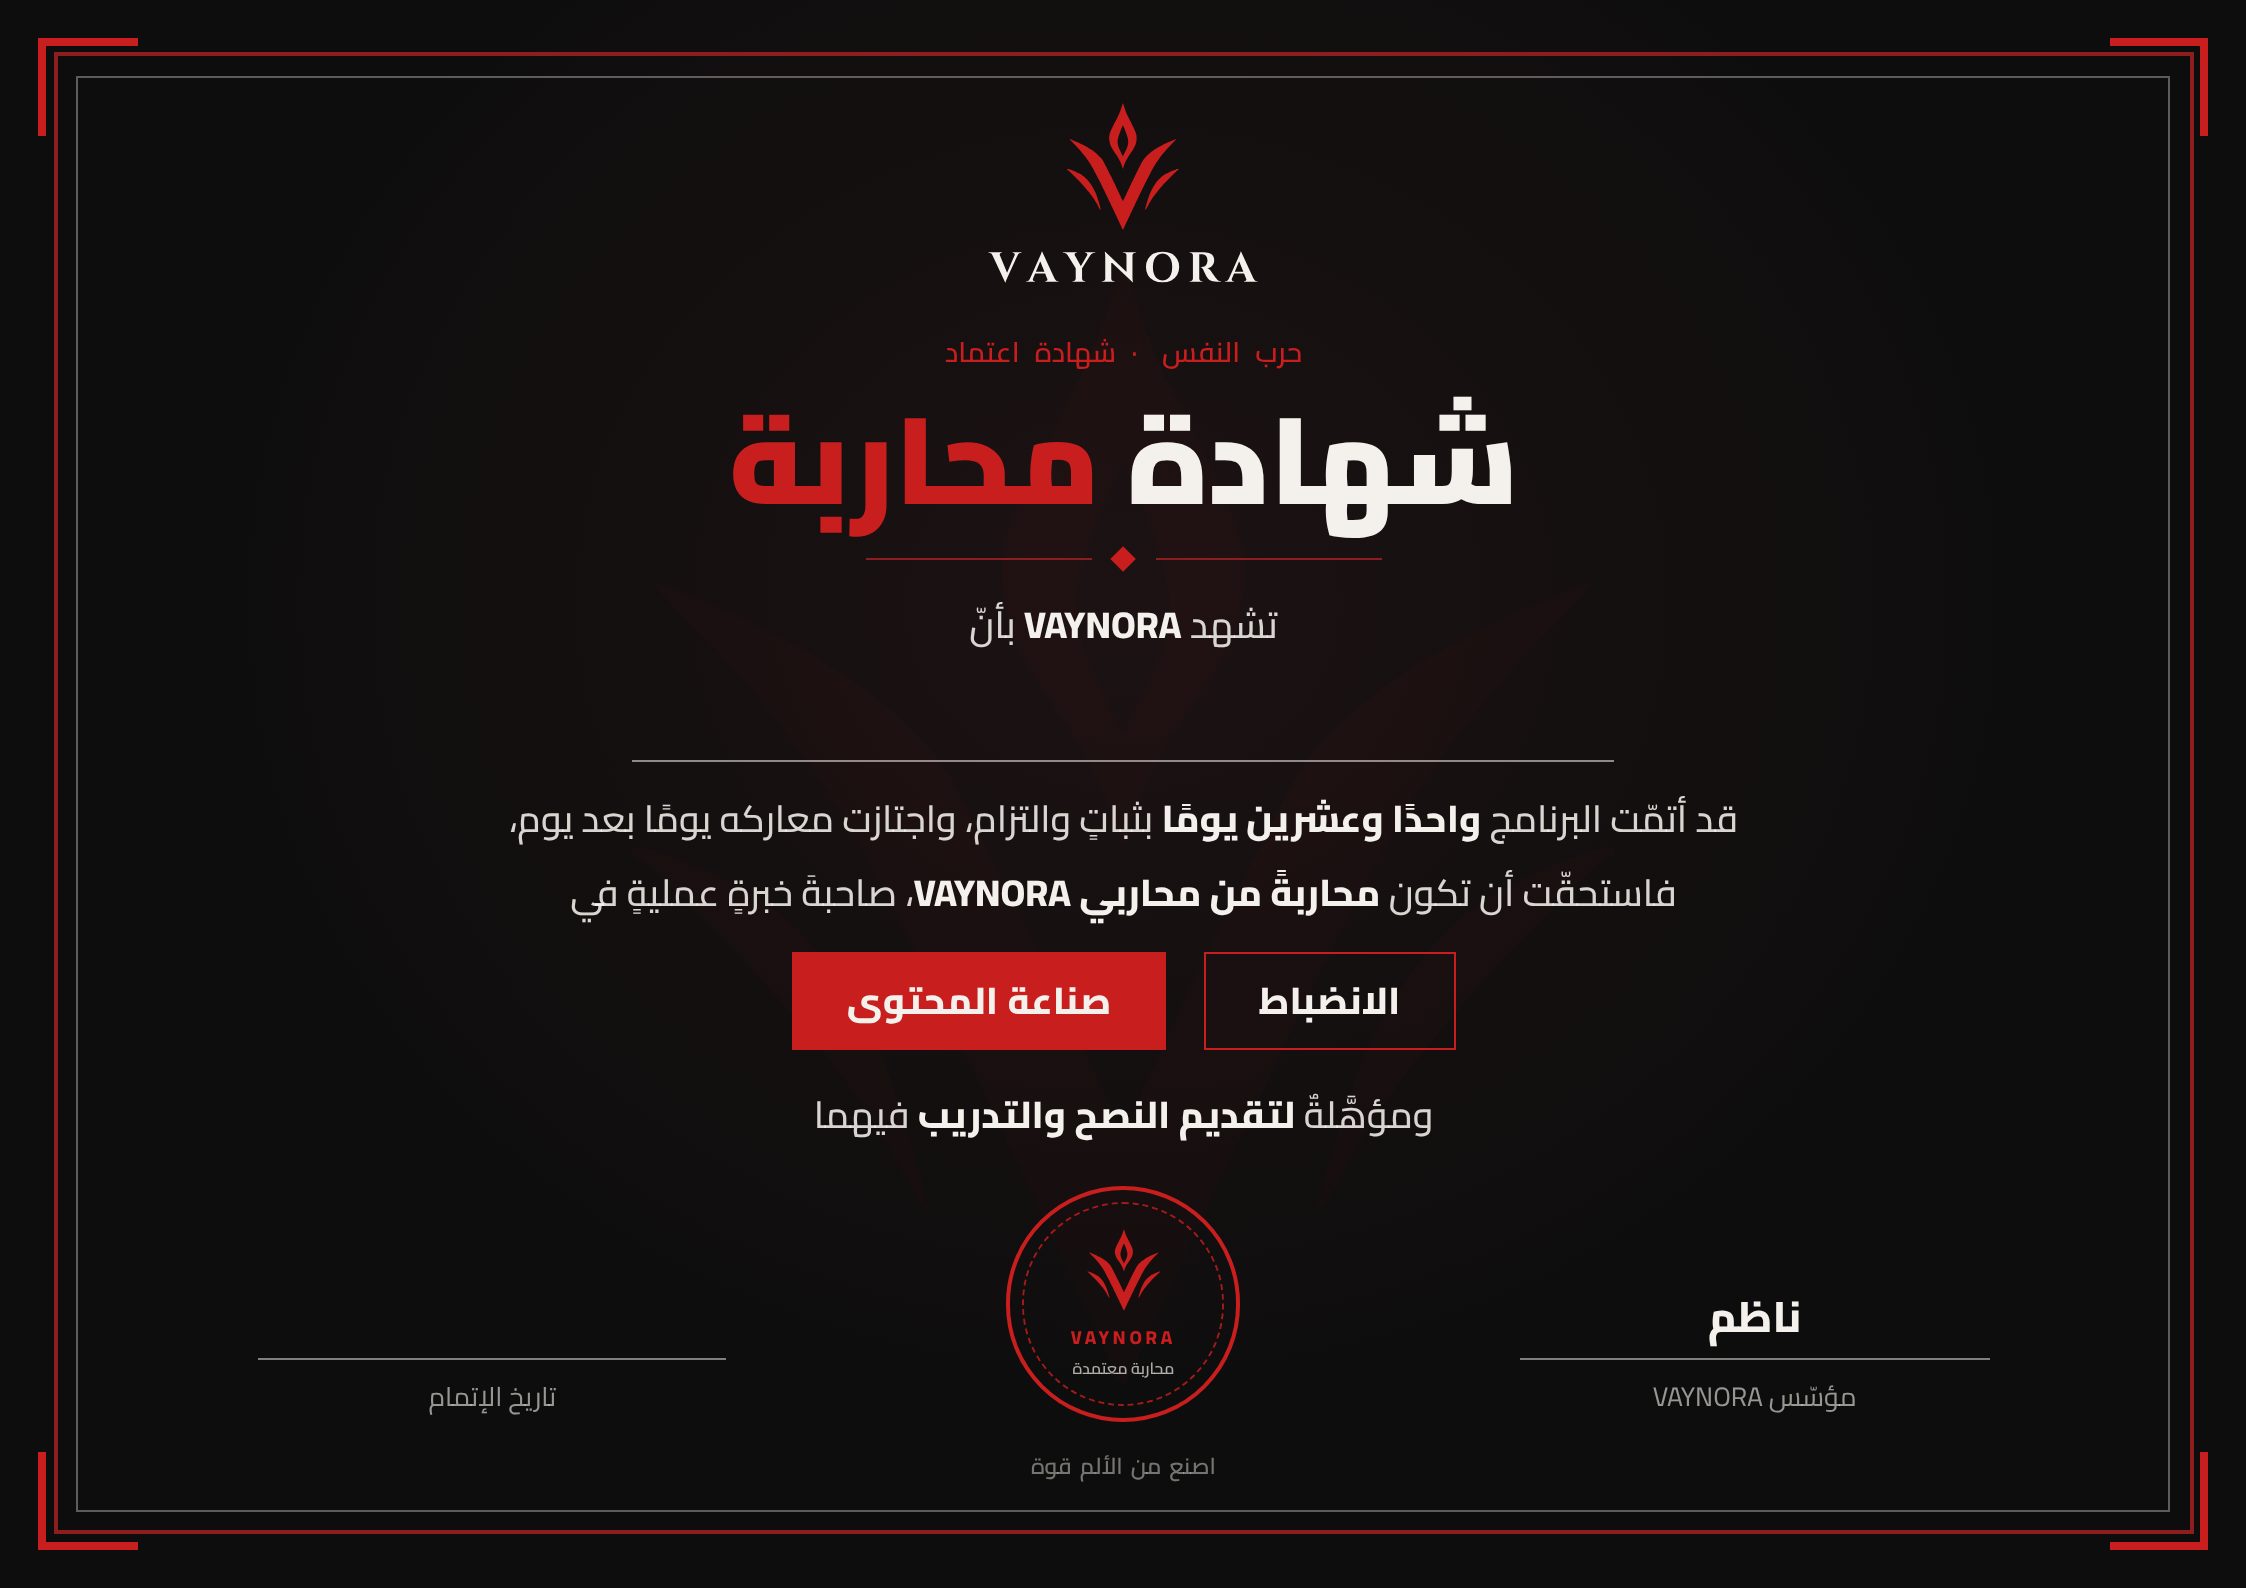 VAYNORA
حرب النفس · شهادة اعتماد
شهادة محاربة
تشهد VAYNORA بأنّ
قد أتمّت البرنامج واحدًا وعشرين يومًا بثباتٍ والتزام، واجتازت معاركه يومًا بعد يوم،
فاستحقّت أن تكون محاربةً من محاربي VAYNORA، صاحبةَ خبرةٍ عمليةٍ في
الانضباط
صناعة المحتوى
ومؤهَّلةٌ لتقديم النصح والتدريب فيهما
ناظم
مؤسّس VAYNORA
VAYNORA
محاربة معتمدة
تاريخ الإتمام
اصنع من الألم قوة